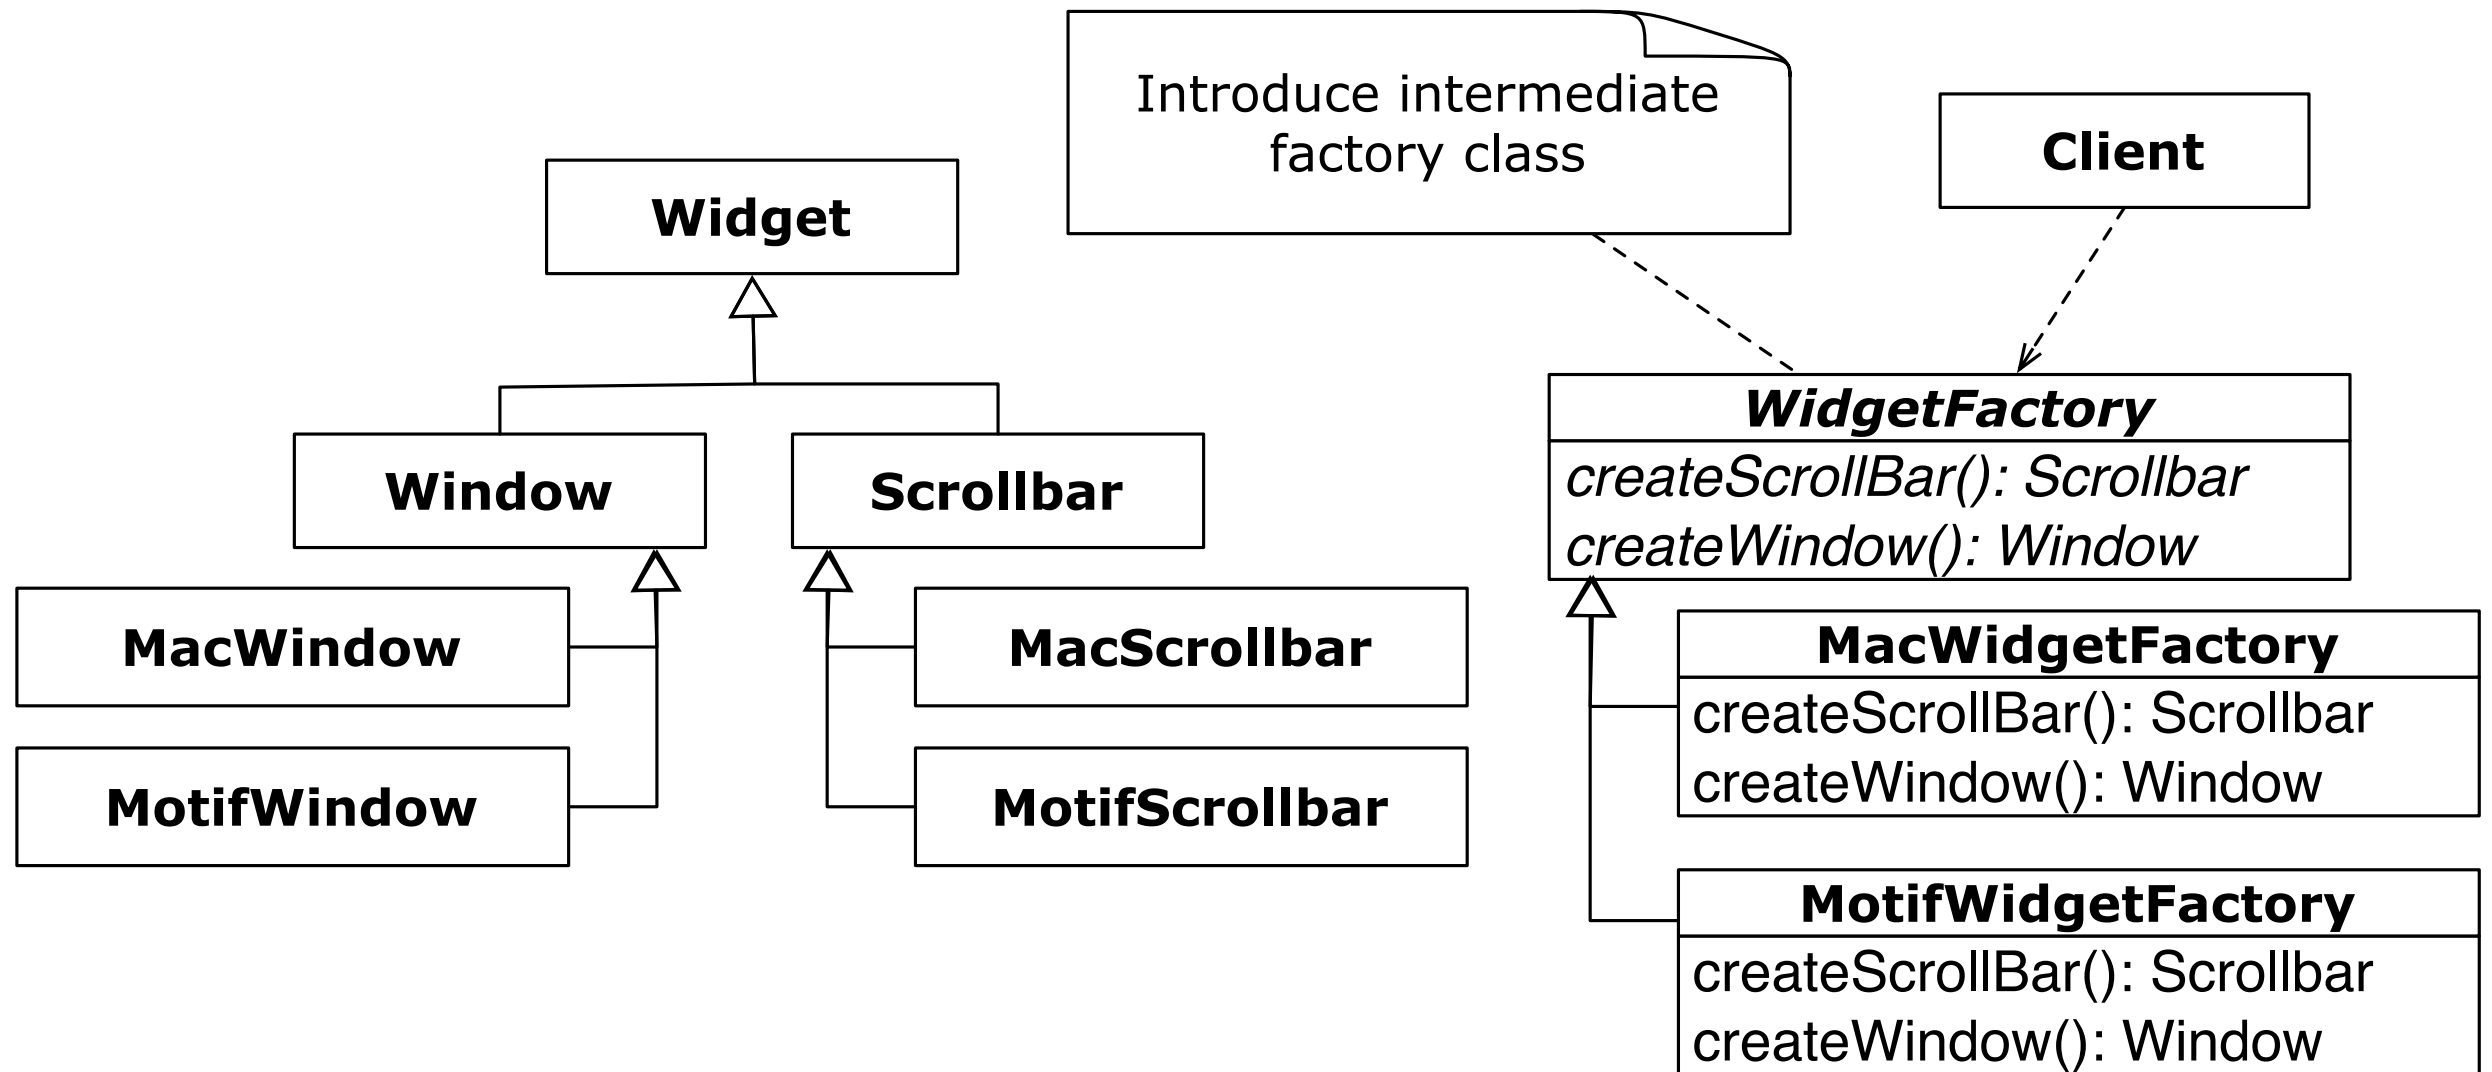 Introduce intermediate
factory class
Client
Widget
WidgetFactory
createScrollBar(): Scrollbar
createWindow(): Window
Window
Scrollbar
MacWindow
MacScrollbar
MotifWindow
MotifScrollbar
MacWidgetFactory
createScrollBar(): Scrollbar
createWindow(): Window
MotifWidgetFactory
createScrollBar(): Scrollbar
createWindow(): Window